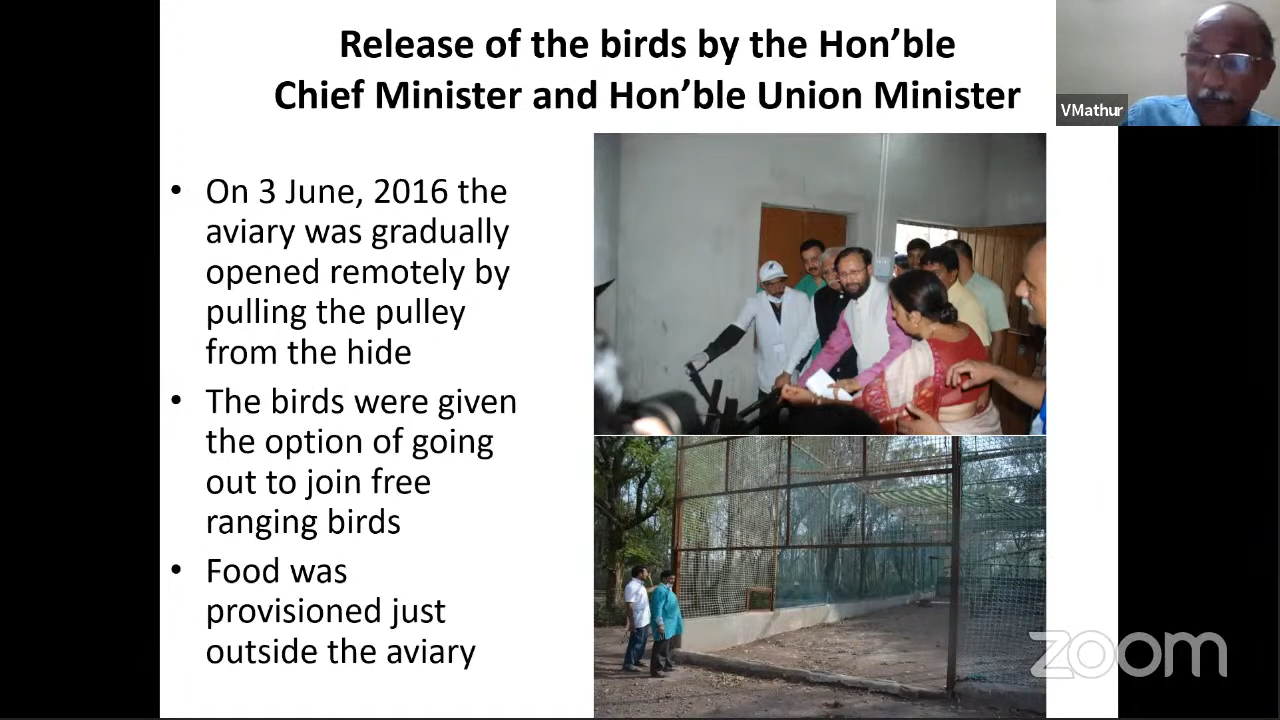 Release of the birds by the Hon’ble
Chief Minister and Hon’ble Union Minister
VMathur
• On 3 June, 2016 the
aviary was gradually
opened remotely by
pulling the pulley
from the hide
• The birds were given
the option of going
out to join free
ranging birds
• Food was
provisioned just
outside the aviary
zoom